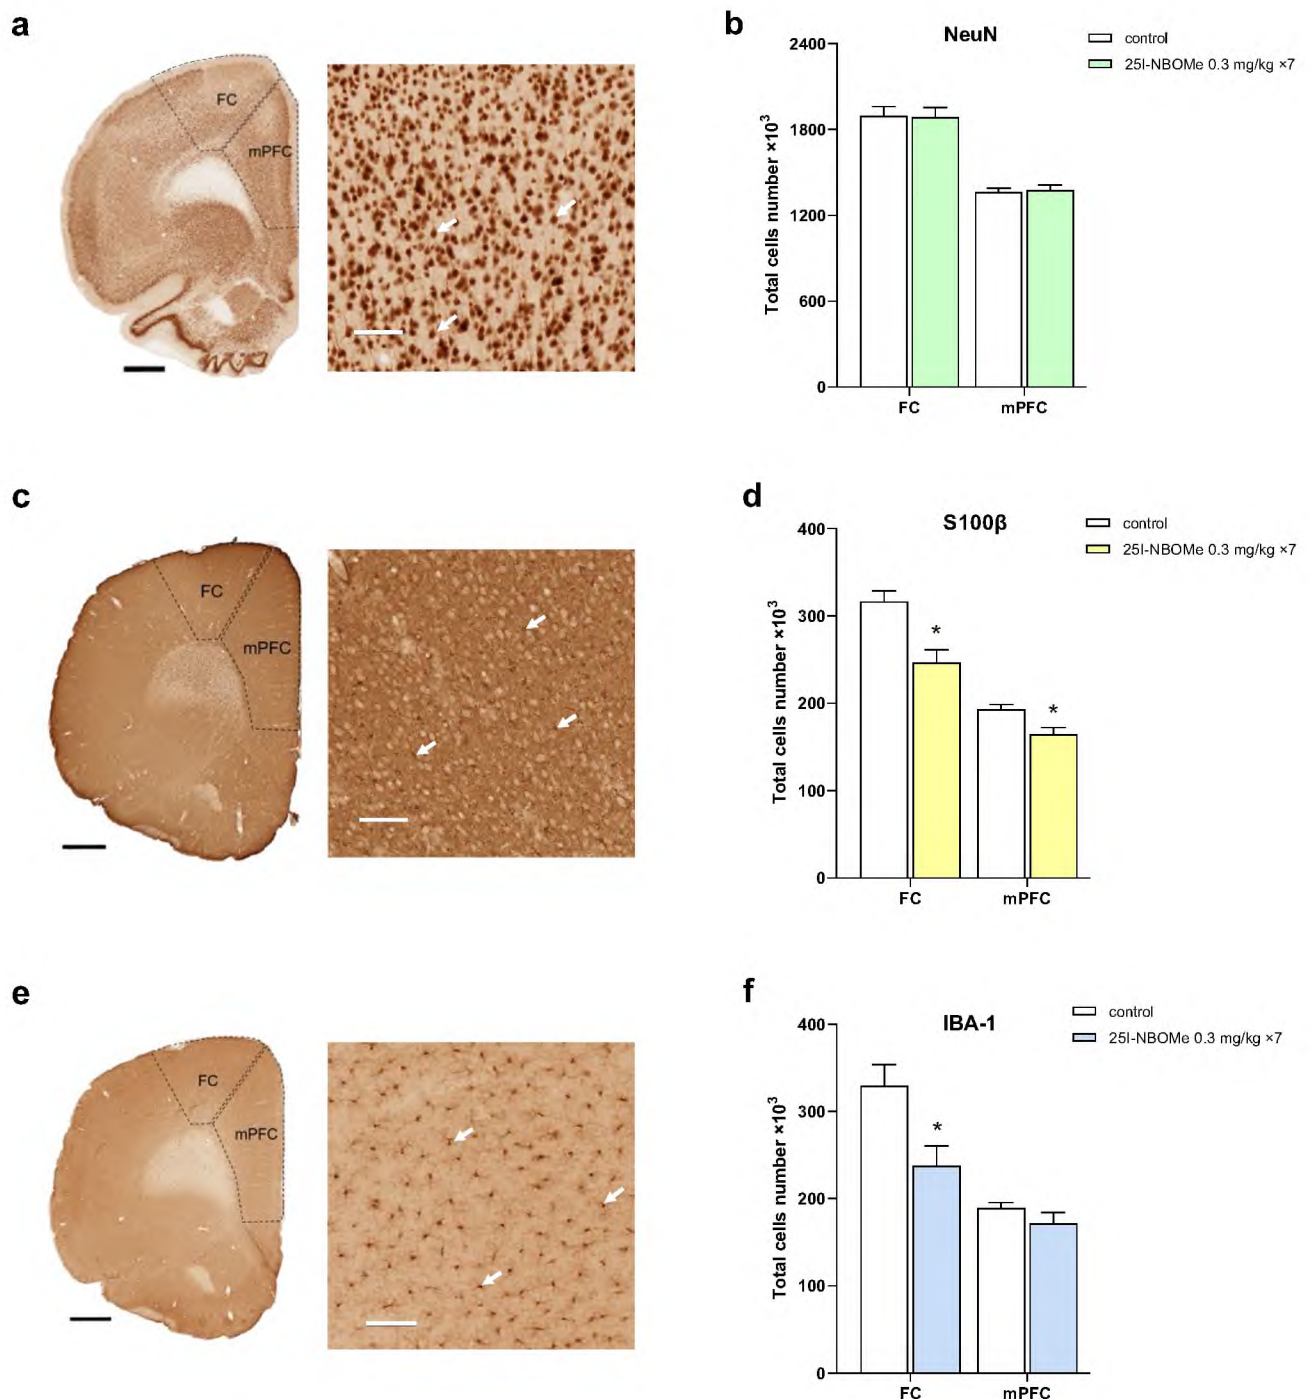 a
FC
mPFC
b
NeuN
control
25I-NBOMe 0.3 mg/kg ×7
Total cells number ×10³
2400
1800
1200
600
0
FC
mPFC
c
FC
mPFC
d
S100β
control
25I-NBOMe 0.3 mg/kg ×7
Total cells number ×10³
400
300
200
100
0
*
*
FC
mPFC
e
FC
mPFC
f
IBA-1
control
25I-NBOMe 0.3 mg/kg ×7
Total cells number ×10³
400
300
200
100
0
*
FC
mPFC